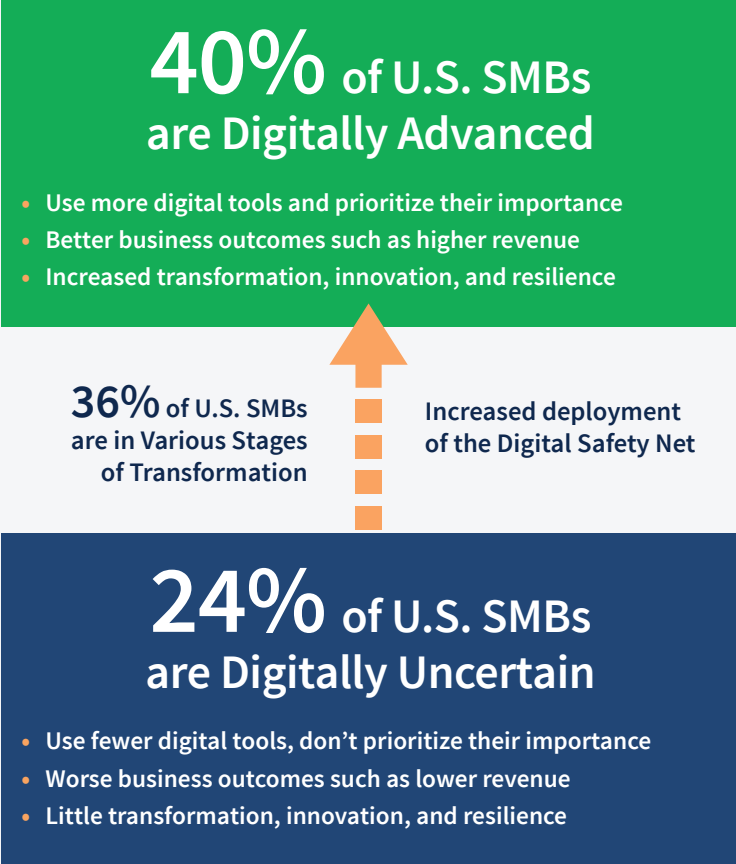 40% of U.S. SMBs
are Digitally Advanced
• Use more digital tools and prioritize their importance
• Better business outcomes such as higher revenue
• Increased transformation, innovation, and resilience
36% of U.S. SMBs
are in Various Stages
of Transformation
Increased deployment
of the Digital Safety Net
24% of U.S. SMBs
are Digitally Uncertain
• Use fewer digital tools, don’t prioritize their importance
• Worse business outcomes such as lower revenue
• Little transformation, innovation, and resilience